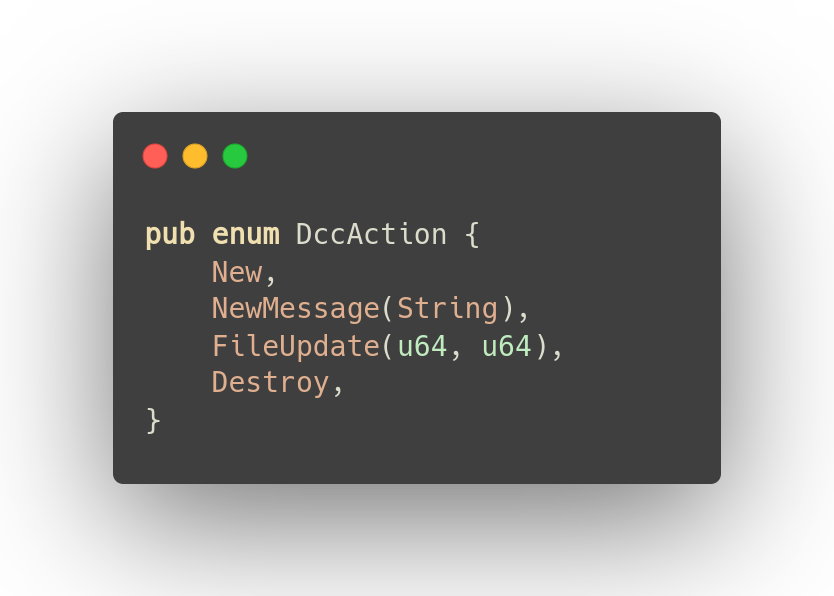 pub enum DccAction {
    New,
    NewMessage(String),
    FileUpdate(u64, u64),
    Destroy,
}